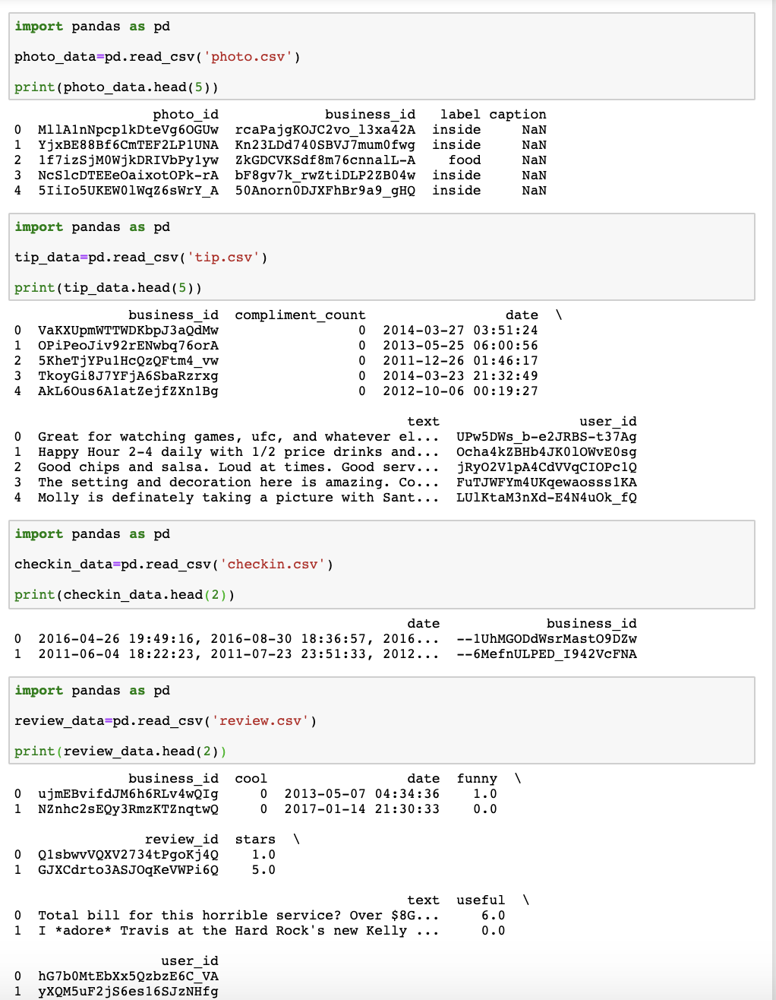 import pandas as pd
photo_data=pd.read_csv('photo.csv')
print(photo_data.head(5))
photo_id business_id label caption
0 MllA1nNpcp1kDteVg6OGUw rcaPajgKOJC2vo_l3xa42A inside NaN
1 YjxBE88Bf6CmTEF2LP1UNA Kn23LDd740SBVJ7mum0fwg inside NaN
2 1f7izSjM0WjkDRIVbPy1yw ZkGDCVKSdf8m76cnnalL-A food NaN
3 NcSlcDTEEeOaixotOPk-rA bF8gv7k_rwZtiDLP2ZB04w inside NaN
4 5IiIo5UKEW0lWqZ6sWrY_A 50Anorn0DJXFhBr9a9_gHQ inside NaN
import pandas as pd
tip_data=pd.read_csv('tip.csv')
print(tip_data.head(5))
business_id compliment_count date \
0 VaKXUpmWTTWDKbpJ3aQdMw 0 2014-03-27 03:51:24
1 OPiPeoJiv92rENwbq76orA 0 2013-05-25 06:00:56
2 5KheTjYPu1HcQzQFtm4_vw 0 2011-12-26 01:46:17
3 TkoyGi8J7YFjA6SbaRzrxg 0 2014-03-23 21:32:49
4 AkL6Ous6A1atZejfZXn1Bg 0 2012-10-06 00:19:27
text user_id
0 Great for watching games, ufc, and whatever el... UPw5DWs_b-e2JRBS-t37Ag
1 Happy Hour 2-4 daily with 1/2 price drinks and... Ocha4kZBHb4JK0lOWvE0sg
2 Good chips and salsa. Loud at times. Good serv... jRyO2V1pA4CdVVqCIOPc1Q
3 The setting and decoration here is amazing. Co... FuTJWFYm4UKqewaosss1KA
4 Molly is definately taking a picture with Sant... LUlKtaM3nXd-E4N4uOk_fQ
import pandas as pd
checkin_data=pd.read_csv('checkin.csv')
print(checkin_data.head(2))
date business_id
0 2016-04-26 19:49:16, 2016-08-30 18:36:57, 2016... --1UhMGODdWsrMastO9DZw
1 2011-06-04 18:22:23, 2011-07-23 23:51:33, 2012... --6MefnULPED_I942VcFNA
import pandas as pd
review_data=pd.read_csv('review.csv')
print(review_data.head(2))
business_id cool date funny \
0 ujmEBvifdJM6h6RLv4wQIg 0 2013-05-07 04:34:36 1.0
1 NZnhc2sEQy3RmzKTZnqtwQ 0 2017-01-14 21:30:33 0.0
review_id stars \
0 Q1sbwvVQXV2734tPgoKj4Q 1.0
1 GJXCdrto3ASJOqKeVWPi6Q 5.0
text useful \
0 Total bill for this horrible service? Over $8G... 6.0
1 I *adore* Travis at the Hard Rock's new Kelly ... 0.0
user_id
0 hG7b0MtEbXx5QzbzE6C_VA
1 yXQM5uF2jS6es16SJzNHfg